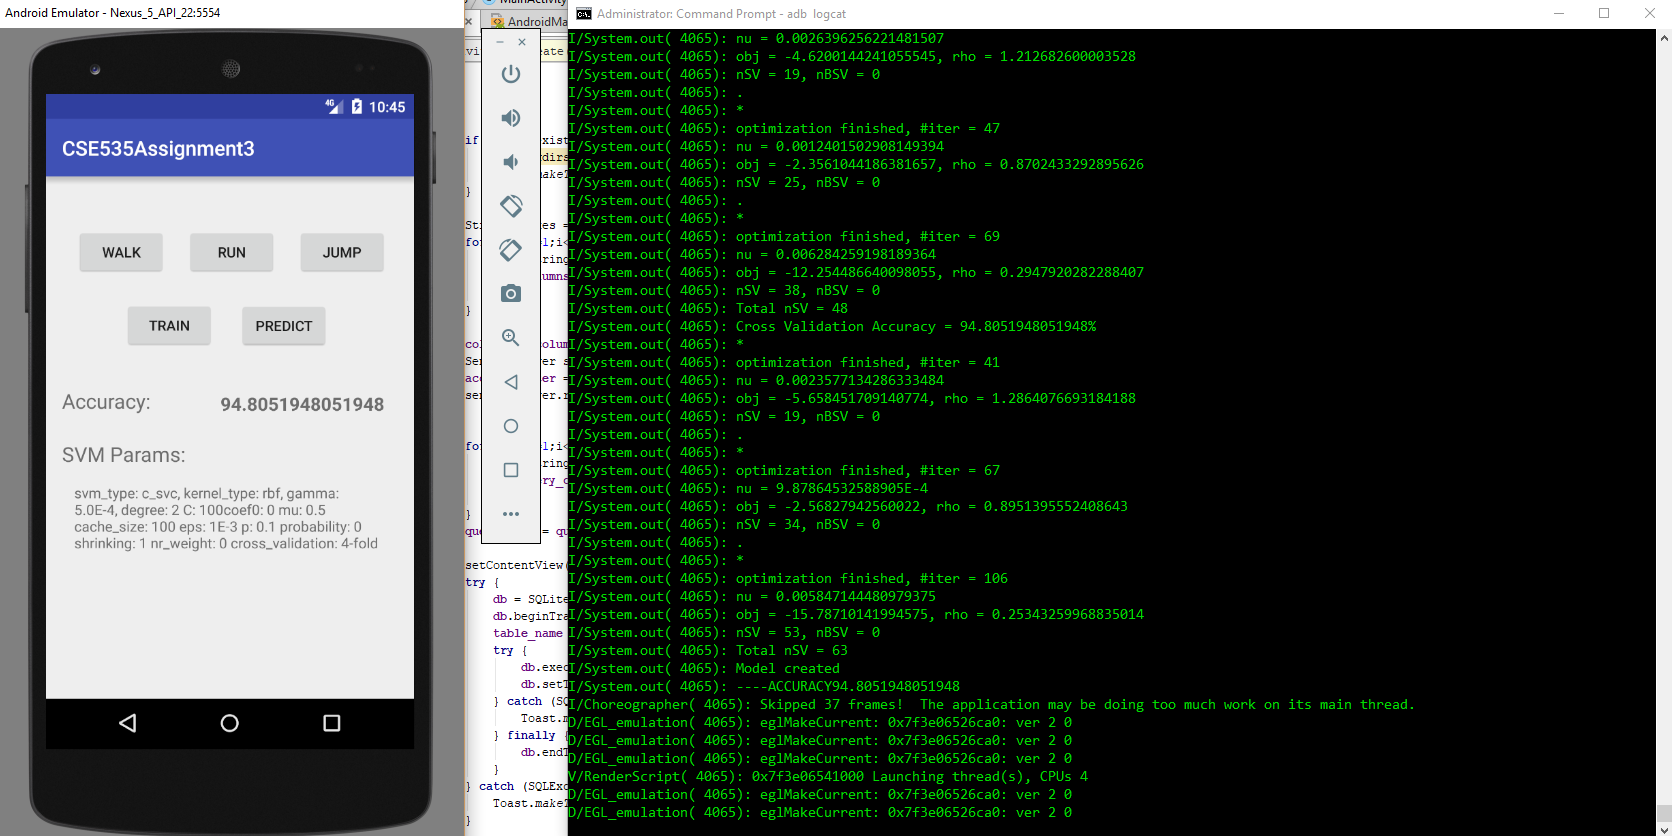 Android Emulator - Nexus_5_API_22:5554
4G 10:45
CSE535Assignment3
WALK RUN JUMP
TRAIN PREDICT
Accuracy: 94.8051948051948
SVM Params:
svm_type: c_svc, kernel_type: rbf, gamma:
5.0E-4, degree: 2 C: 100coef0: 0 mu: 0.5
cache_size: 100 eps: 1E-3 p: 0.1 probability: 0
shrinking: 1 nr_weight: 0 cross_validation: 4-fold
MainActivity
AndroidMa
if
}
}
setContentView(
try {
db = SQLite
db.beginTra
table_name
try {
db.exec
db.setT
} catch (SQ
Toast.m
} finally {
db.endT
}
} catch (SQLExc
Toast.makeT
}
Administrator: Command Prompt - adb logcat
I/System.out( 4065): nu = 0.0026396256221481507
I/System.out( 4065): obj = -4.6200144241055545, rho = 1.212682600003528
I/System.out( 4065): nSV = 19, nBSV = 0
I/System.out( 4065): .
I/System.out( 4065): *
I/System.out( 4065): optimization finished, #iter = 47
I/System.out( 4065): nu = 0.0012401502908149394
I/System.out( 4065): obj = -2.3561044186381657, rho = 0.8702433292895626
I/System.out( 4065): nSV = 25, nBSV = 0
I/System.out( 4065): .
I/System.out( 4065): *
I/System.out( 4065): optimization finished, #iter = 69
I/System.out( 4065): nu = 0.006284259198189364
I/System.out( 4065): obj = -12.254486640098055, rho = 0.2947920282288407
I/System.out( 4065): nSV = 38, nBSV = 0
I/System.out( 4065): Total nSV = 48
I/System.out( 4065): Cross Validation Accuracy = 94.8051948051948%
I/System.out( 4065): *
I/System.out( 4065): optimization finished, #iter = 41
I/System.out( 4065): nu = 0.0023577134286333484
I/System.out( 4065): obj = -5.658451709140774, rho = 1.2864076693184188
I/System.out( 4065): nSV = 19, nBSV = 0
I/System.out( 4065): .
I/System.out( 4065): *
I/System.out( 4065): optimization finished, #iter = 67
I/System.out( 4065): nu = 9.87864532588905E-4
I/System.out( 4065): obj = -2.56827942560022, rho = 0.8951395552408643
I/System.out( 4065): nSV = 34, nBSV = 0
I/System.out( 4065): .
I/System.out( 4065): *
I/System.out( 4065): optimization finished, #iter = 106
I/System.out( 4065): nu = 0.005847144480979375
I/System.out( 4065): obj = -15.78710141994575, rho = 0.25343259968835014
I/System.out( 4065): nSV = 53, nBSV = 0
I/System.out( 4065): Total nSV = 63
I/System.out( 4065): Model created
I/System.out( 4065): ----ACCURACY94.8051948051948
I/Choreographer( 4065): Skipped 37 frames!  The application may be doing too much work on its main thread.
D/EGL_emulation( 4065): eglMakeCurrent: 0x7f3e06526ca0: ver 2 0
D/EGL_emulation( 4065): eglMakeCurrent: 0x7f3e06526ca0: ver 2 0
D/EGL_emulation( 4065): eglMakeCurrent: 0x7f3e06526ca0: ver 2 0
V/RenderScript( 4065): 0x7f3e06541000 Launching thread(s), CPUs 4
D/EGL_emulation( 4065): eglMakeCurrent: 0x7f3e06526ca0: ver 2 0
D/EGL_emulation( 4065): eglMakeCurrent: 0x7f3e06526ca0: ver 2 0